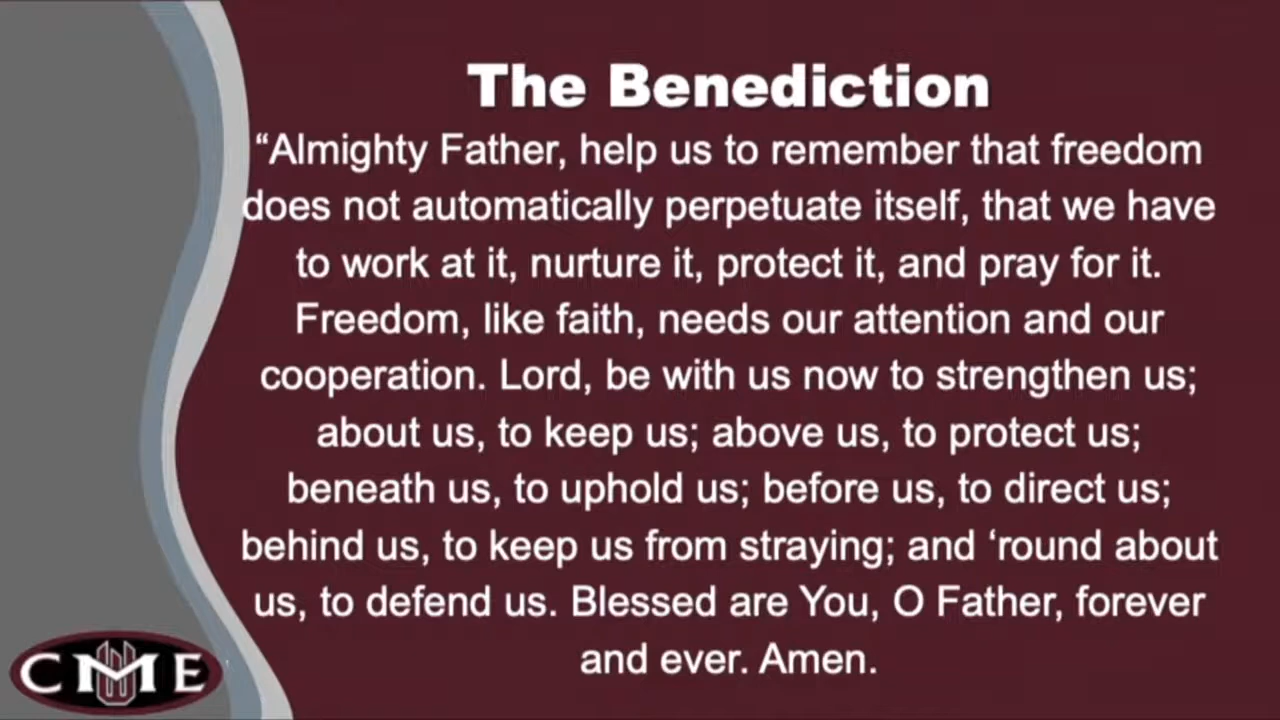 The Benediction
“Almighty Father, help us to remember that freedom
does not automatically perpetuate itself, that we have
to work at it, nurture it, protect it, and pray for it.
Freedom, like faith, needs our attention and our
cooperation. Lord, be with us now to strengthen us;
about us, to keep us; above us, to protect us;
beneath us, to uphold us; before us, to direct us;
behind us, to keep us from straying; and ‘round about
us, to defend us. Blessed are You, O Father, forever
and ever. Amen.
CME